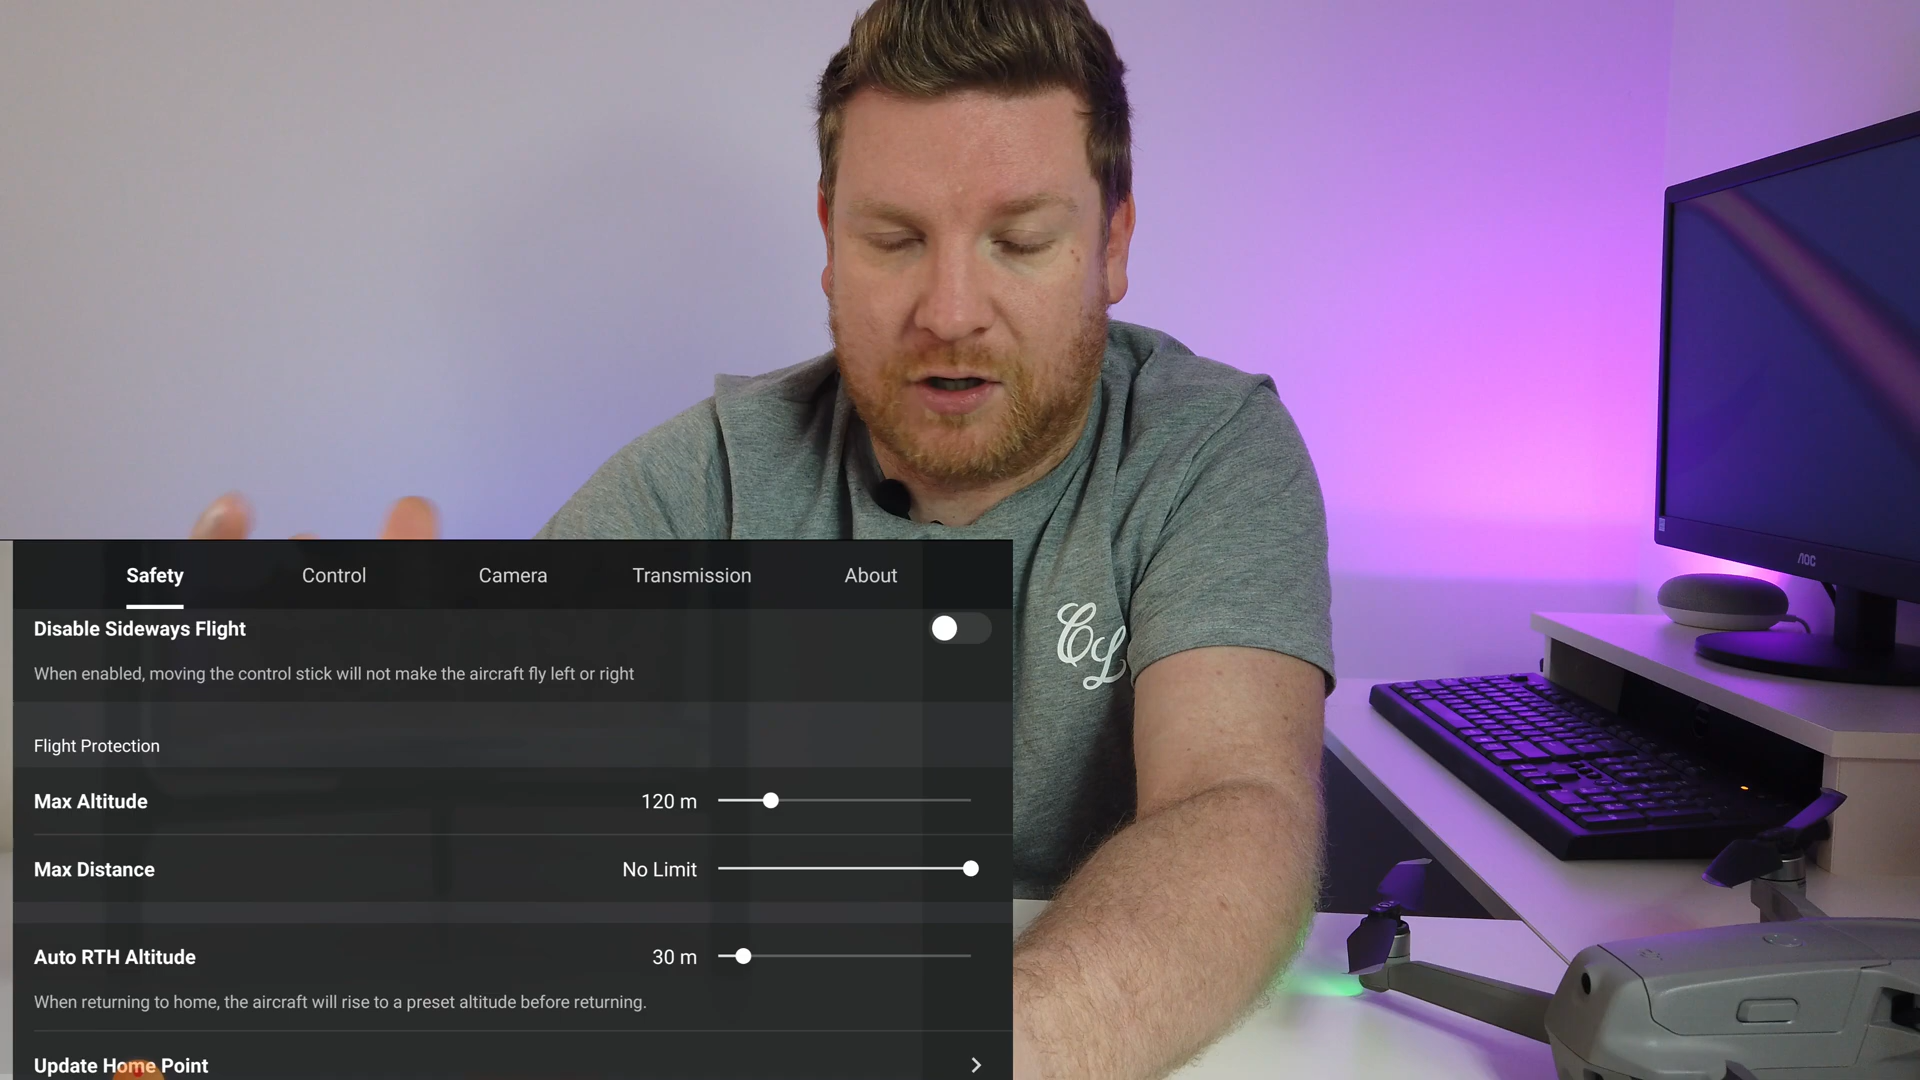 AOC
Safety Control Camera Transmission About
Disable Sideways Flight
When enabled, moving the control stick will not make the aircraft fly left or right
CL
Flight Protection
Max Altitude 120 m
Max Distance No Limit
Auto RTH Altitude 30 m
When returning to home, the aircraft will rise to a preset altitude before returning.
Update Home Point